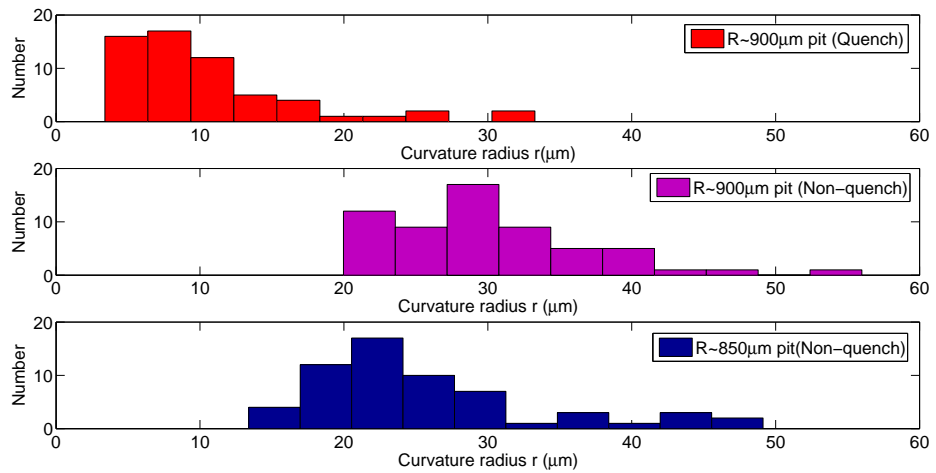 20
10
0
Number
R~900μm pit (Quench)
0 10 20 30 40 50 60
Curvature radius r(μm)
20
10
0
Number
R~900μm pit (Non-quench)
0 10 20 30 40 50 60
Curvature radius r (μm)
20
10
0
Number
R~850μm pit(Non-quench)
0 10 20 30 40 50 60
Curvature radius r (μm)